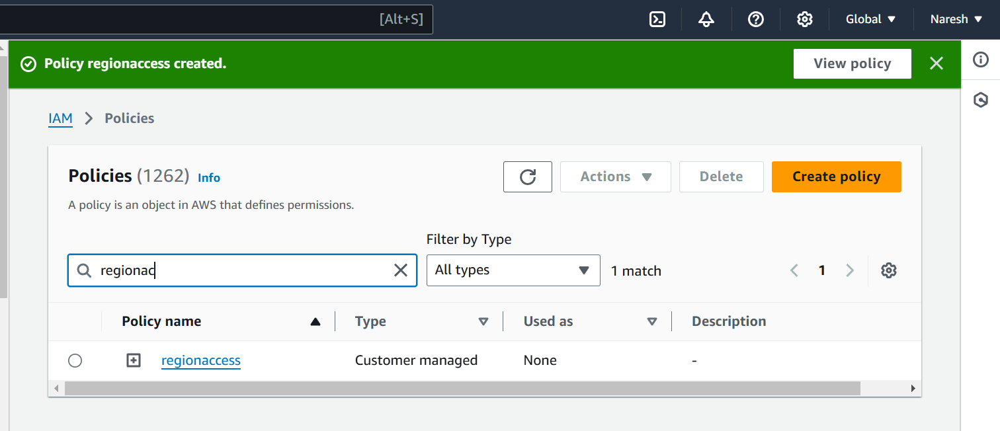 [Alt+S] Global Naresh
Policy regionaccess created. View policy
IAM Policies
Policies (1262) Info Actions Delete Create policy
A policy is an object in AWS that defines permissions.
Filter by Type
regionac All types 1 match 1
Policy name Type Used as Description
regionaccess Customer managed None -